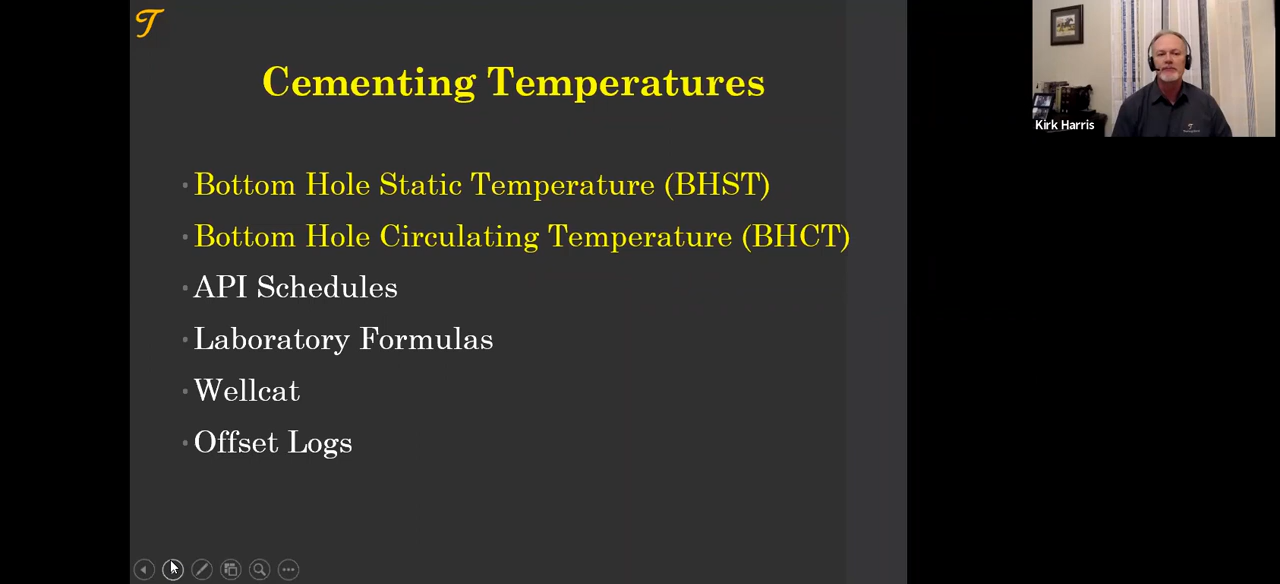 T
Cementing Temperatures
Kirk Harris
• Bottom Hole Static Temperature (BHST)
• Bottom Hole Circulating Temperature (BHCT)
• API Schedules
• Laboratory Formulas
• Wellcat
• Offset Logs